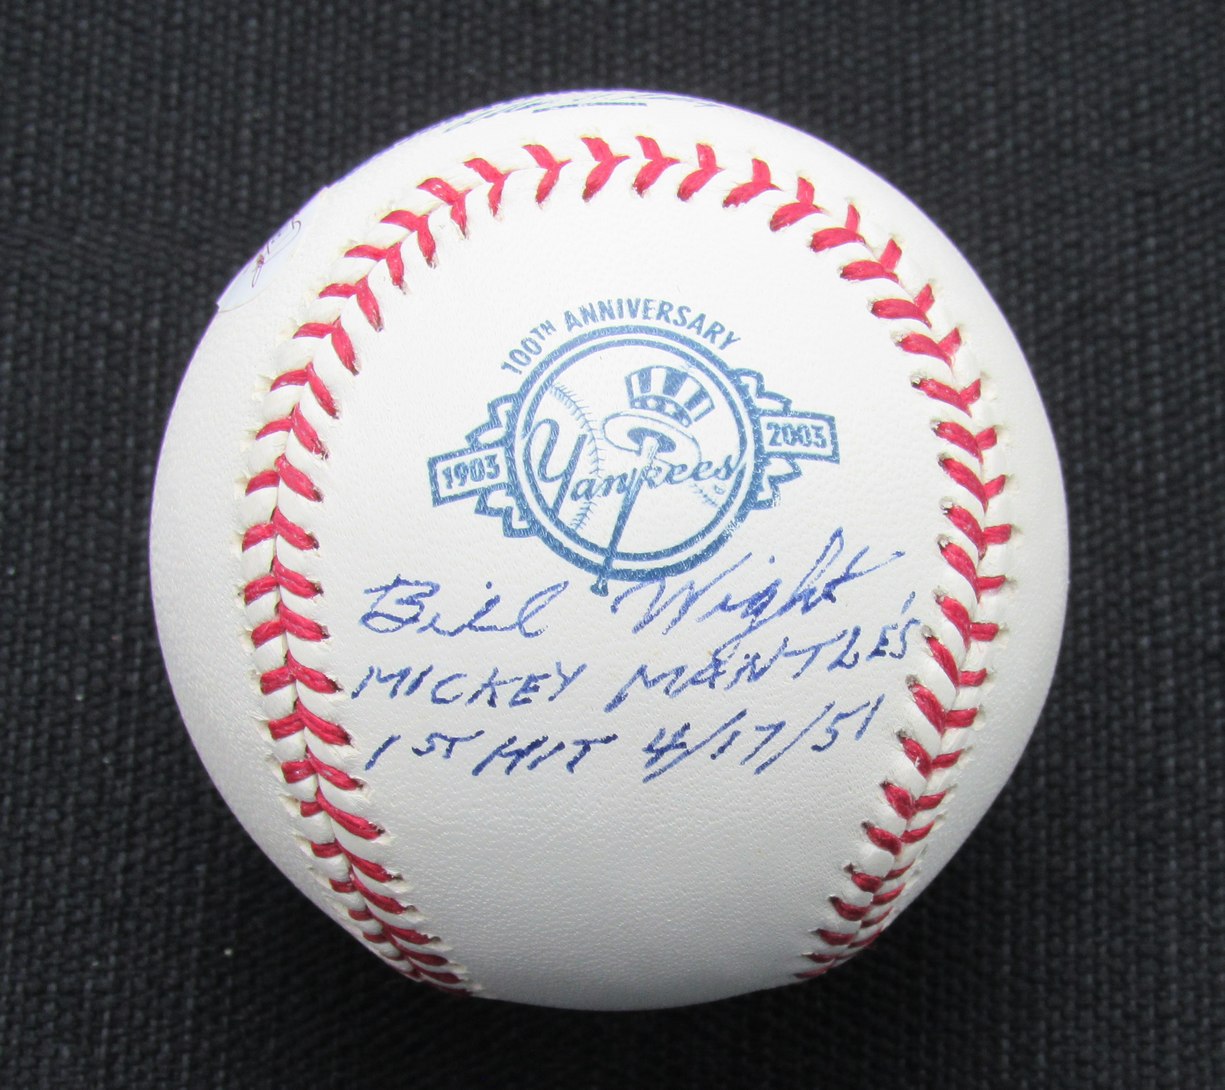 100TH ANNIVERSARY
1903 Yankees 2003
Bill Wight
MICKEY MANTLE'S
1ST HIT 4/17/51